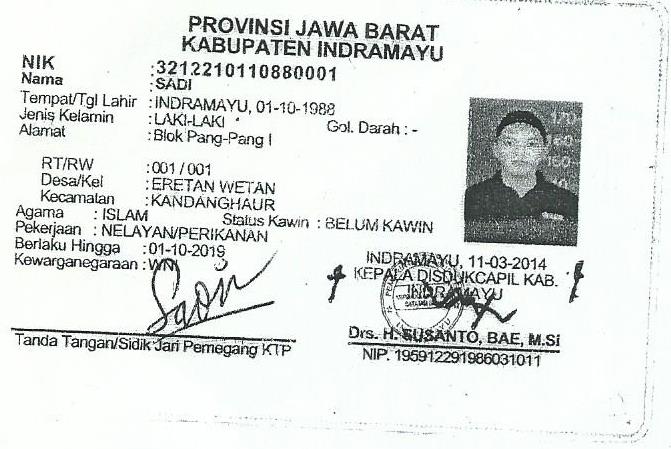 PROVINSI JAWA BARAT
KABUPATEN INDRAMAYU
NIK :3212210110880001
Nama :SADI
Tempat/Tgl Lahir :INDRAMAYU, 01-10-1988
Jenis Kelamin :LAKI-LAKI Gol. Darah : -
Alamat :Blok Pang-Pang I
RT/RW :001 / 001
Desa/Kel :ERETAN WETAN
Kecamatan :KANDANGHAUR
Agama : ISLAM Status Kawin : BELUM KAWIN
Pekerjaan : NELAYAN/PERIKANAN
Berlaku Hingga :01-10-2019
Kewarganegaraan :WNI
INDRAMAYU, 11-03-2014
KEPALA DISDUKCAPIL KAB.
INDRAMAYU
Tanda Tangan/Sidik Jari Pemegang KTP
Drs. H. SUSANTO, BAE, M.Si
NIP. 195912291986031011
170
160